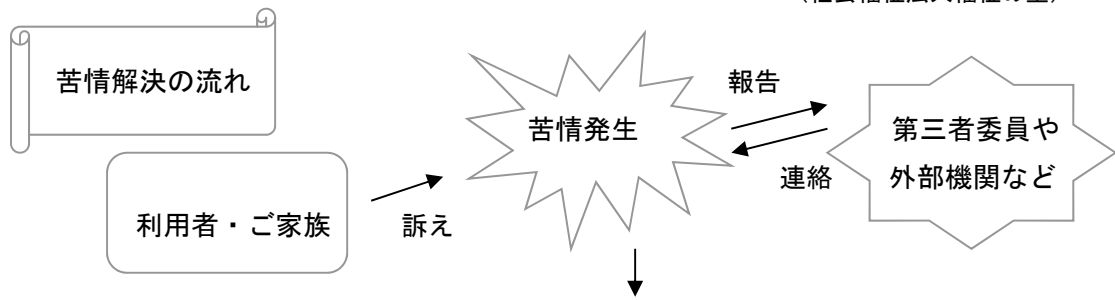 苦情解決の流れ
苦情発生
報告
連絡
第三者委員や
外部機関など
利用者・ご家族
訴え